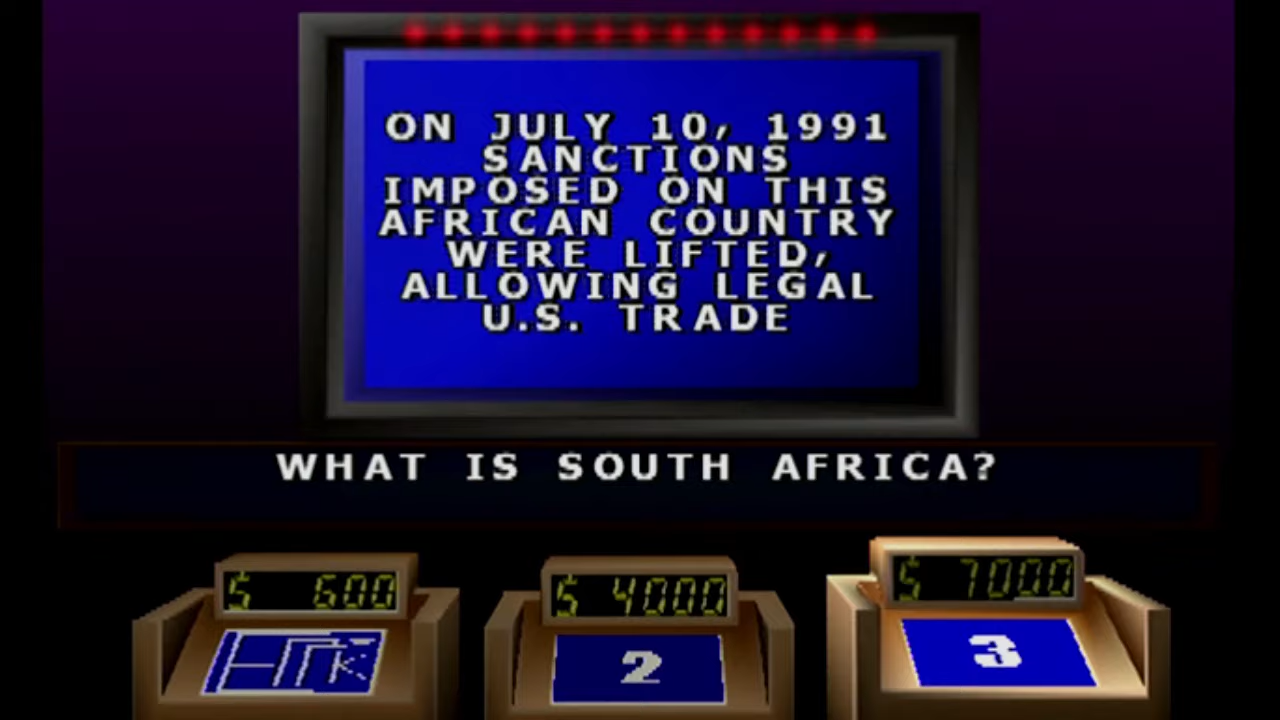 ON JULY 10, 1991
SANCTIONS
IMPOSED ON THIS
AFRICAN COUNTRY
WERE LIFTED,
ALLOWING LEGAL
U.S. TRADE
WHAT IS SOUTH AFRICA?
$ 600
$ 4000
$ 7000
2
3